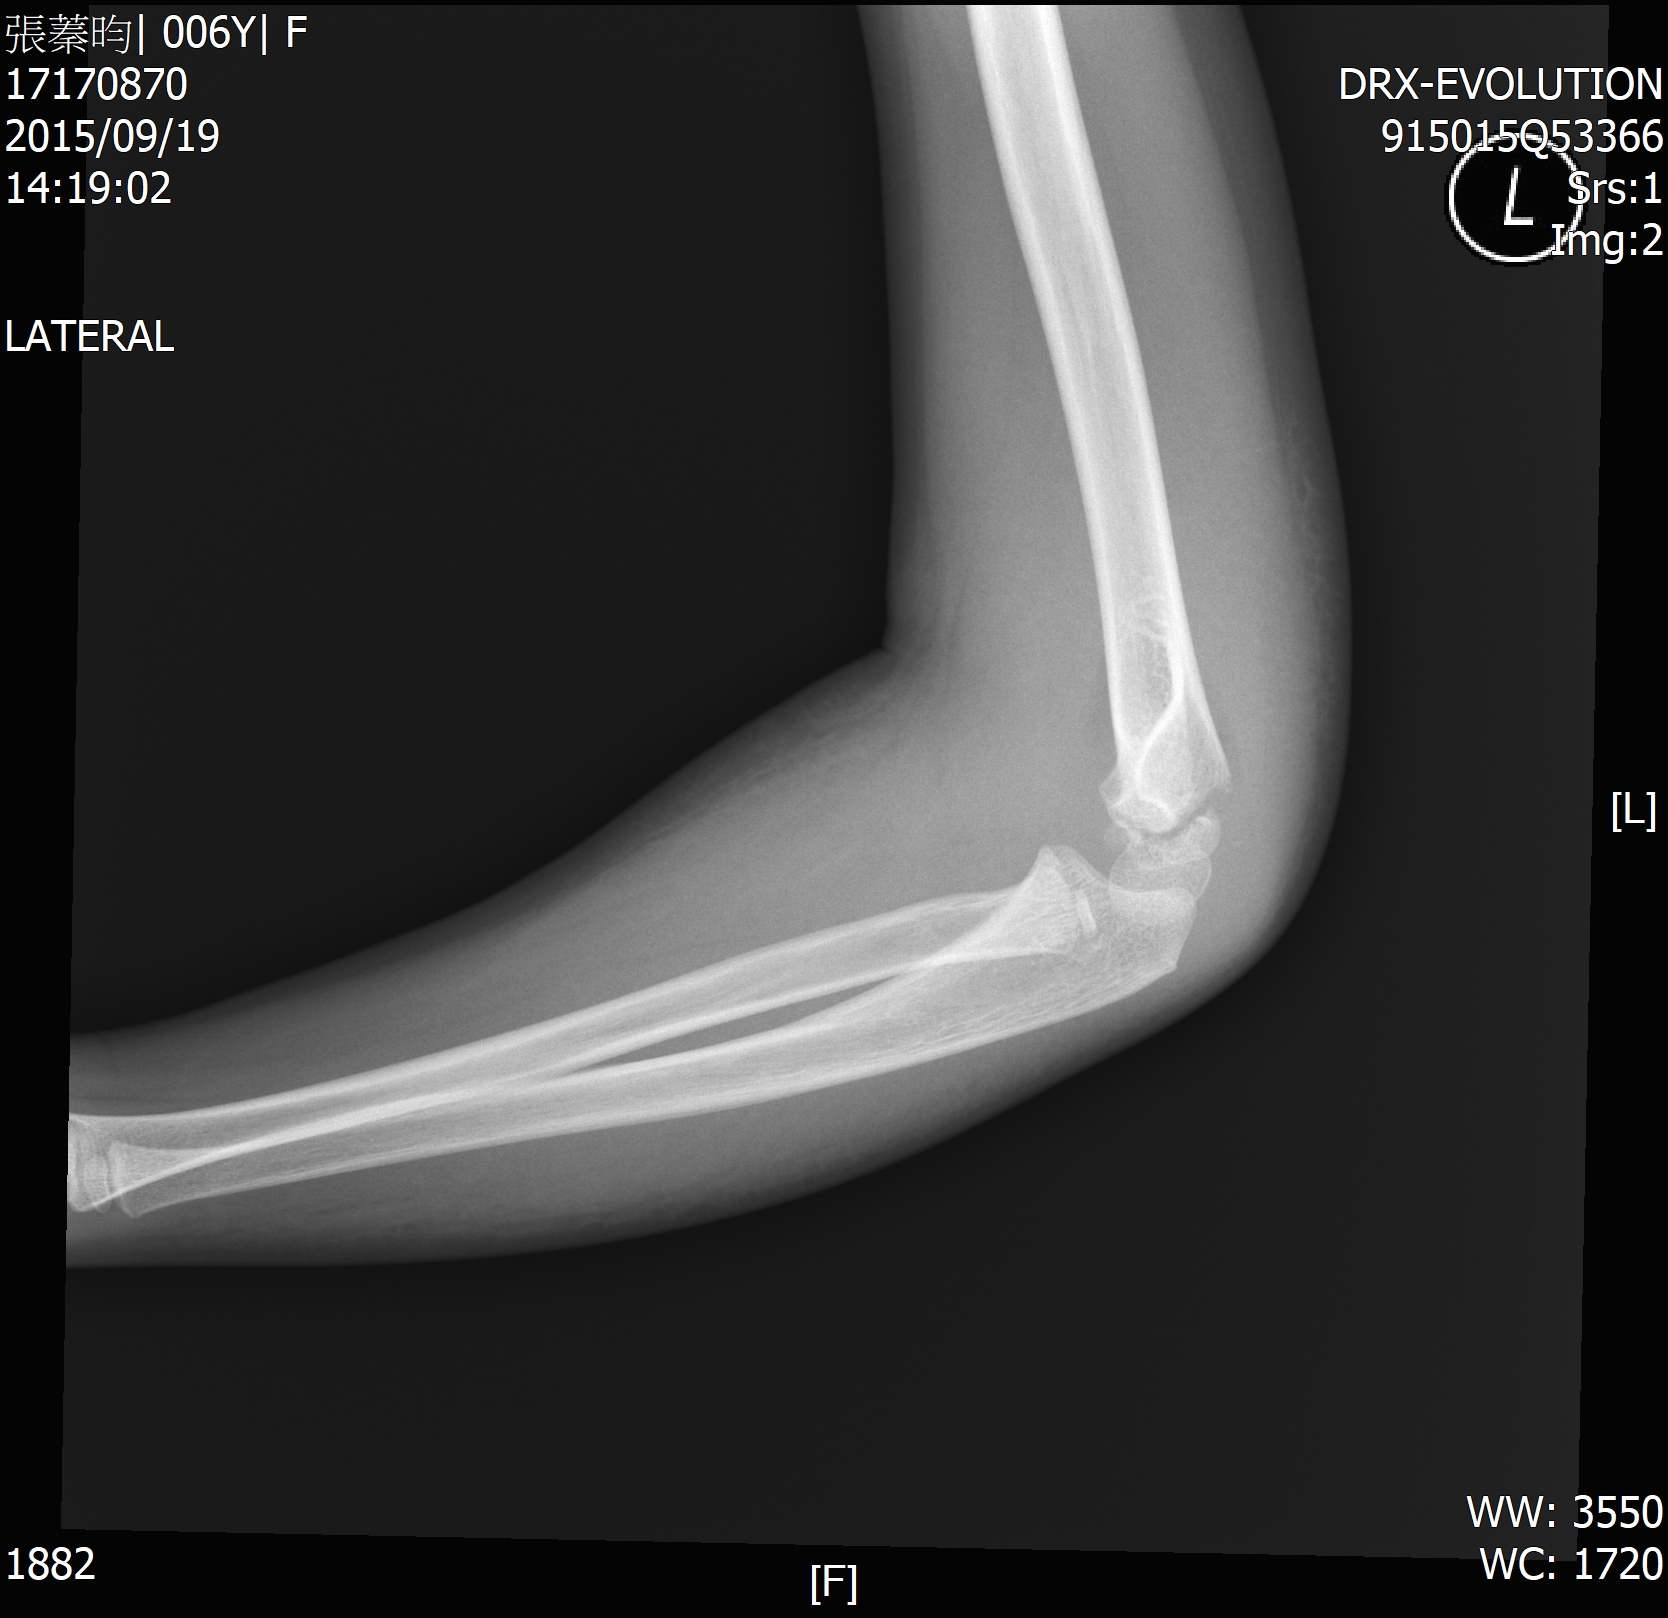 張蓁昀| 006Y| F
17170870
2015/09/19
14:19:02
LATERAL
DRX-EVOLUTION
915015Q53366
Srs:1
Img:2
L
[L]
WW: 3550
WC: 1720
1882
[F]